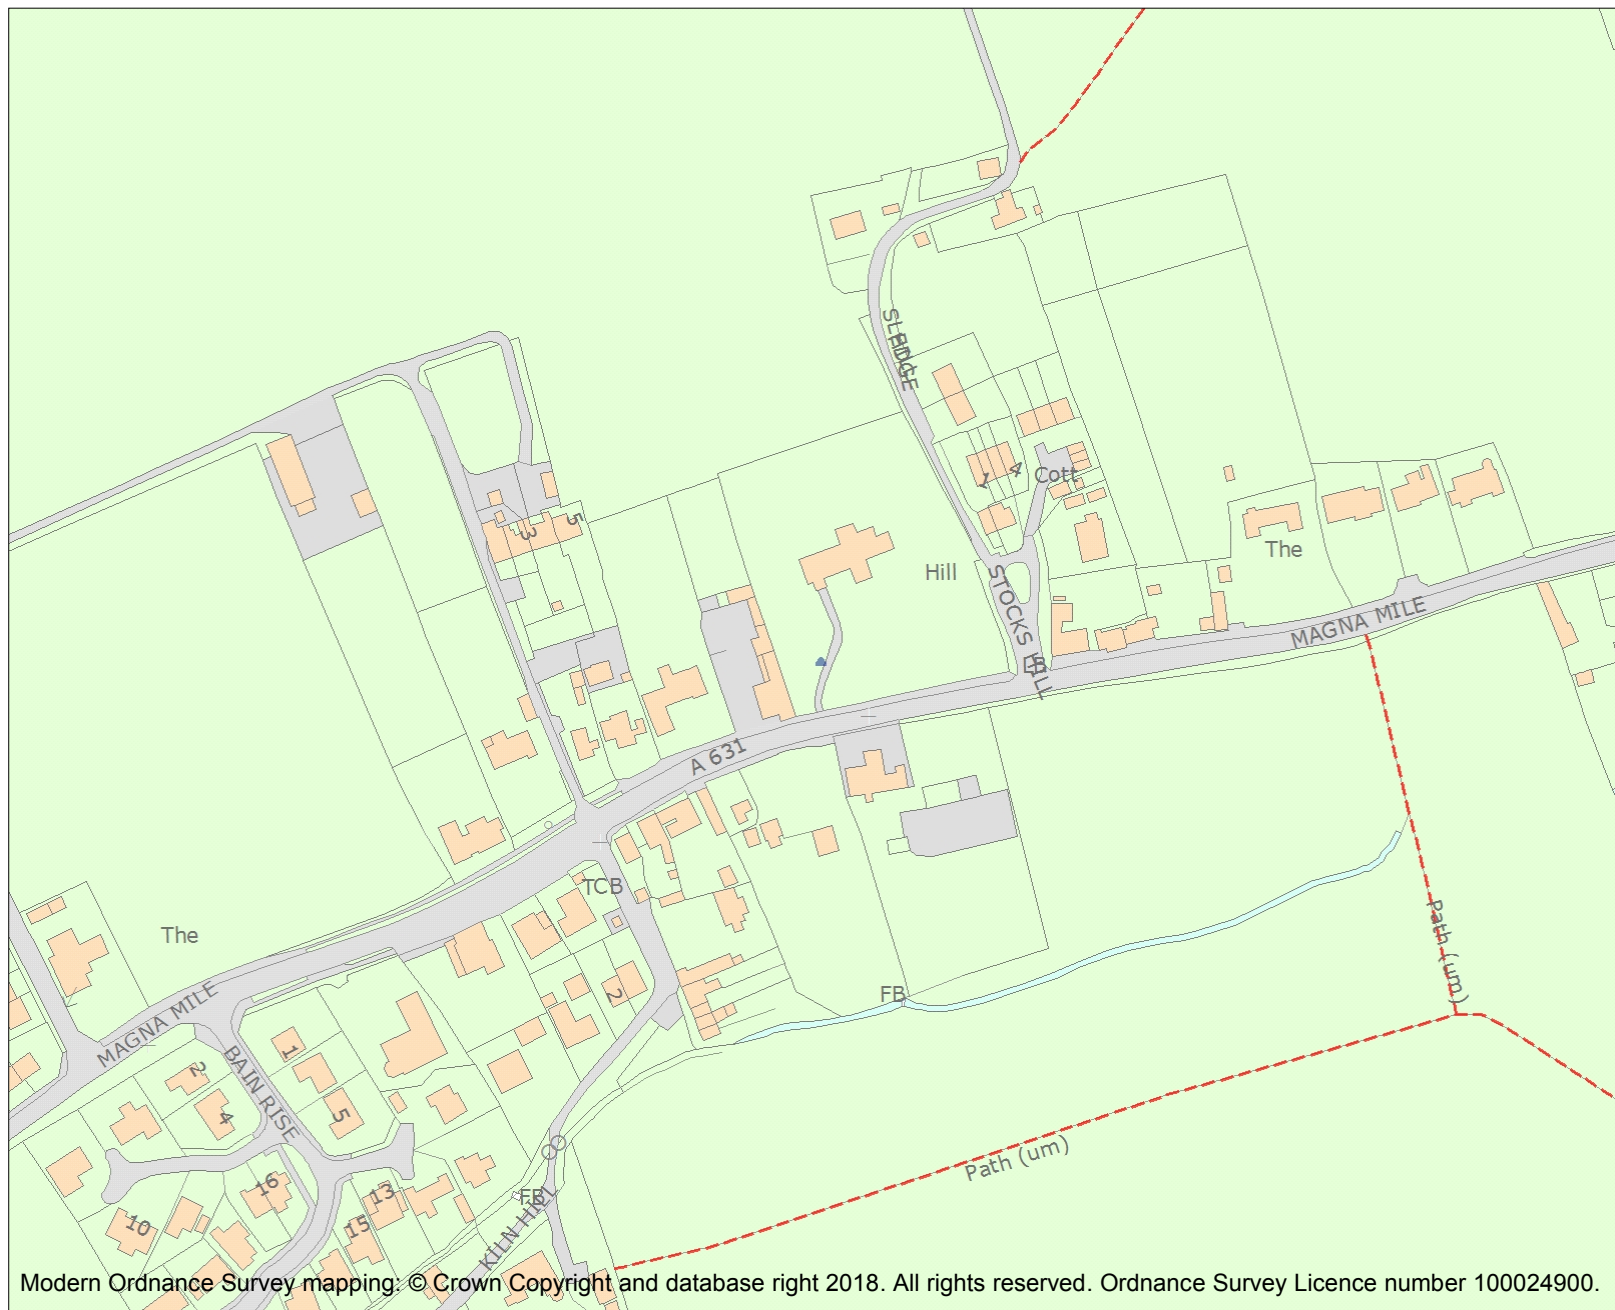 SLEDGE
5
3
1
4
Cott
The
Hill
STOCKS HILL
MAGNA MILE
A 631
TCB
The
Path (um)
FB
2
MAGNA MILE
BAIN RISE
1
2
4
5
Path (um)
16
13
FB
10
15
KILN HILL
Modern Ordnance Survey mapping: © Crown Copyright and database right 2018. All rights reserved. Ordnance Survey Licence number 100024900.